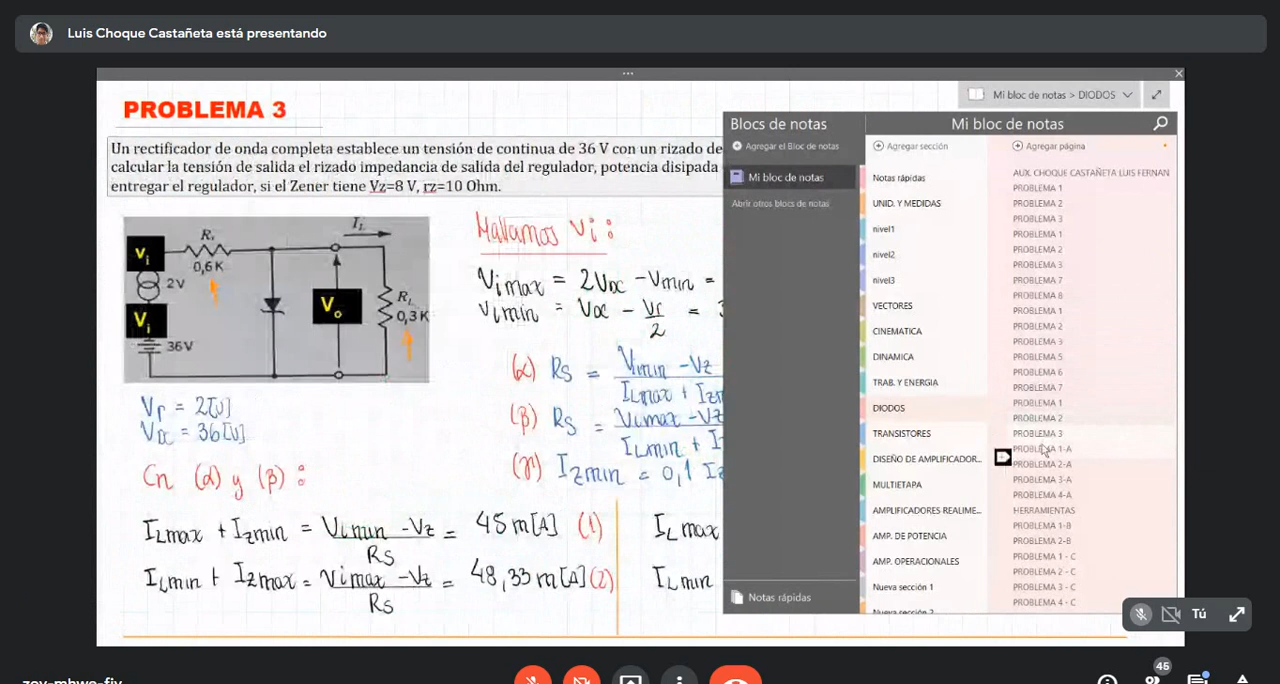 Luis Choque Castañeta está presentando
PROBLEMA 3
Un rectificador de onda completa establece un tensión de continua de 36 V con un rizado de
calcular la tensión de salida el rizado impedancia de salida del regulador, potencia disipada
entregar el regulador, si el Zener tiene Vz=8 V, rz=10 Ohm.
Vi
2V
Vi
36V
0,6K
Vo
IL
RL
0,3K
Vr = 2[V]
VDC = 36[V]
Hallamos Vi:
Vimax = 2VDC - Vmin =
Vimin = VDC - Vr/2 =
(α) Rs = Vimin - Vz / ILmax +
(β) Rs = Vimax - Vz / ILmin +
(γ) Izmin = 0,1
En (α) y (β) :
ILmax + Izmin = Vimin - Vz / Rs = 45 m[A] (1)
ILmin + Izmax = Vimax - Vz / Rs = 48,33 m[A] (2)
ILmax
ILmin
Mi bloc de notas > DIODOS
Blocs de notas
Agregar el Bloc de notas
Mi bloc de notas
Abrir otros blocs de notas
Notas rápidas
Mi bloc de notas
Agregar sección
Notas rápidas
UNID. Y MEDIDAS
nivel1
nivel2
nivel3
VECTORES
CINEMATICA
DINAMICA
TRAB. Y ENERGIA
DIODOS
TRANSISTORES
DISEÑO DE AMPLIFICADOR...
MULTIETAPA
AMPLIFICADORES REALIME...
AMP. DE POTENCIA
AMP. OPERACIONALES
Nueva sección 1
Nueva sección 2
Agregar página
AUX. CHOQUE CASTAÑETA LUIS FERNAN
PROBLEMA 1
PROBLEMA 2
PROBLEMA 3
PROBLEMA 1
PROBLEMA 2
PROBLEMA 3
PROBLEMA 7
PROBLEMA 8
PROBLEMA 1
PROBLEMA 2
PROBLEMA 3
PROBLEMA 5
PROBLEMA 6
PROBLEMA 7
PROBLEMA 1
PROBLEMA 2
PROBLEMA 3
PROBLEMA 1-A
PROBLEMA 2-A
PROBLEMA 3-A
PROBLEMA 4-A
HERRAMIENTAS
PROBLEMA 1-B
PROBLEMA 2-B
PROBLEMA 1 - C
PROBLEMA 2 - C
PROBLEMA 3 - C
PROBLEMA 4 - C
Tú
45